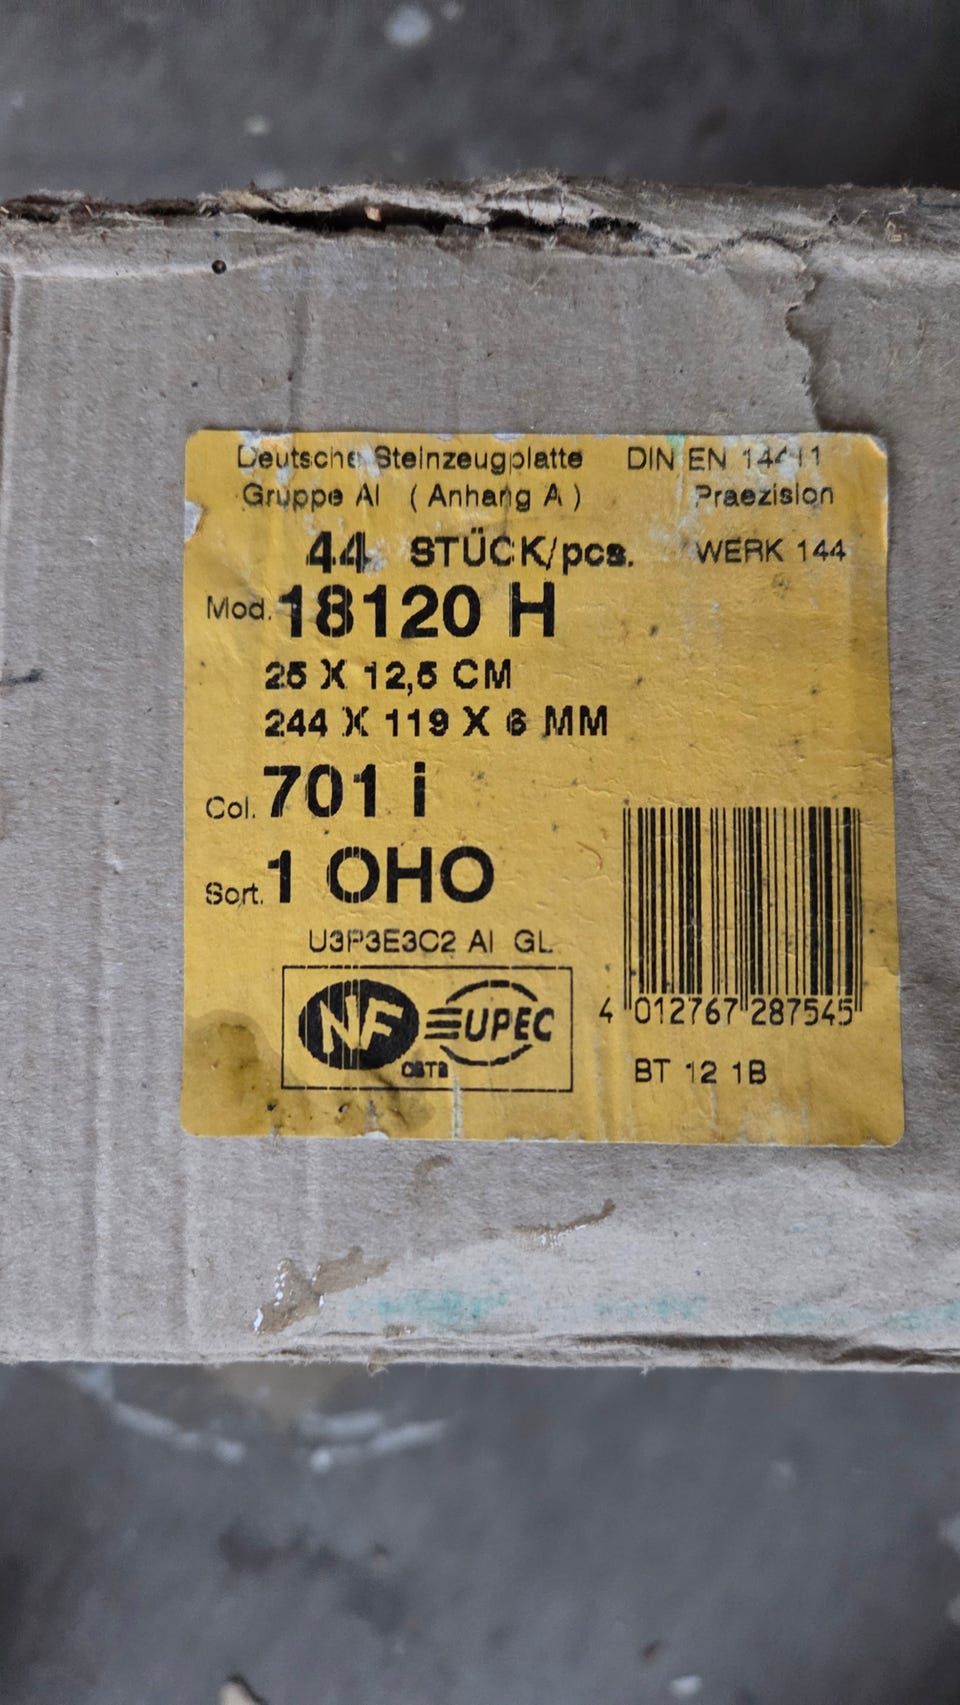 Deutsche Steinzeugplatte DIN EN 14411
Gruppe AI ( Anhang A ) Praezision
44 STÜCK/pcs. WERK 144
Mod. 18120 H
25 X 12,5 CM
244 X 119 X 6 MM
Col. 701 i
Sort. 1 OHO
U3P3E3C2 AI GL
NF UPEC
CSTB
4 012767 287545
BT 12 1B